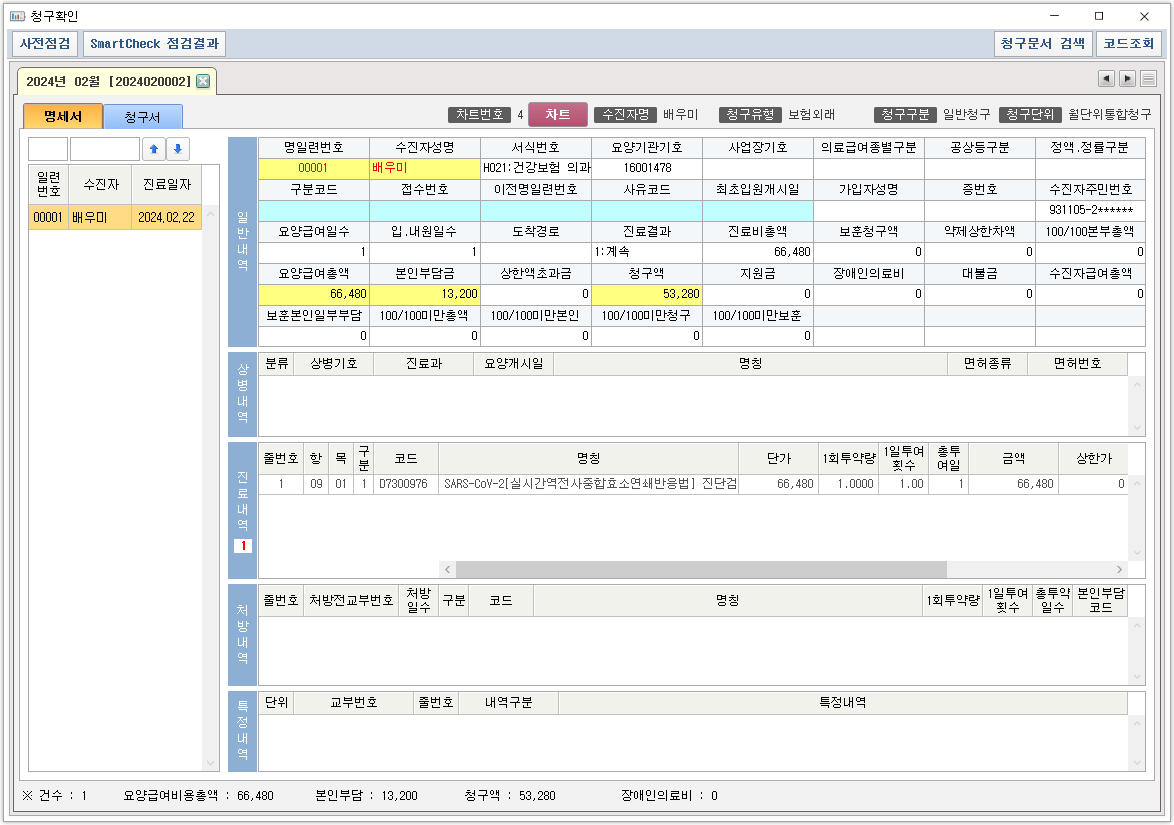 청구확인
사전점검 SmartCheck 점검결과 청구문서 검색 코드조회
2024년 02월 [2024020002]
명세서 청구서 차트번호 4 차트 수진자명 배우미 청구유형 보험외래 청구구분 일반청구 청구단위 월단위통합청구
일련번호 수진자 진료일자
00001 배우미 2024.02.22
일반내역
명일련번호 수진자성명 서식번호 요양기관기호 사업장기호 의료급여종별구분 공상등구분 정액.정률구분
00001 배우미 H021:건강보험 의과 16001478
구분코드 접수번호 이전명일련번호 사유코드 최초입원개시일 가입자성명 증번호 수진자주민번호
931105-2******
요양급여일수 입.내원일수 도착경로 진료결과 진료비총액 보훈청구액 약제상한차액 100/100본부총액
1 1 1:계속 66,480 0 0 0
요양급여총액 본인부담금 상한액초과금 청구액 지원금 장애인의료비 대불금 수진자급여총액
66,480 13,200 0 53,280 0 0 0 0
보훈본인일부부담 100/100미만총액 100/100미만본인 100/100미만청구 100/100미만보훈
0 0 0 0 0
상병내역
분류 상병기호 진료과 요양개시일 명칭 면허종류 면허번호
진료내역 1
줄번호 항 목 구분 코드 명칭 단가 1회투약량 1일투여횟수 총투여일 금액 상한가
1 09 01 1 D7300976 SARS-CoV-2[실시간역전사중합효소연쇄반응법] 진단검 66,480 1.0000 1.00 1 66,480 0
처방내역
줄번호 처방전교부번호 처방일수 구분 코드 명칭 1회투약량 1일투여횟수 총투약일수 본인부담코드
특정내역
단위 교부번호 줄번호 내역구분 특정내역
※ 건수 : 1 요양급여비용총액 : 66,480 본인부담 : 13,200 청구액 : 53,280 장애인의료비 : 0